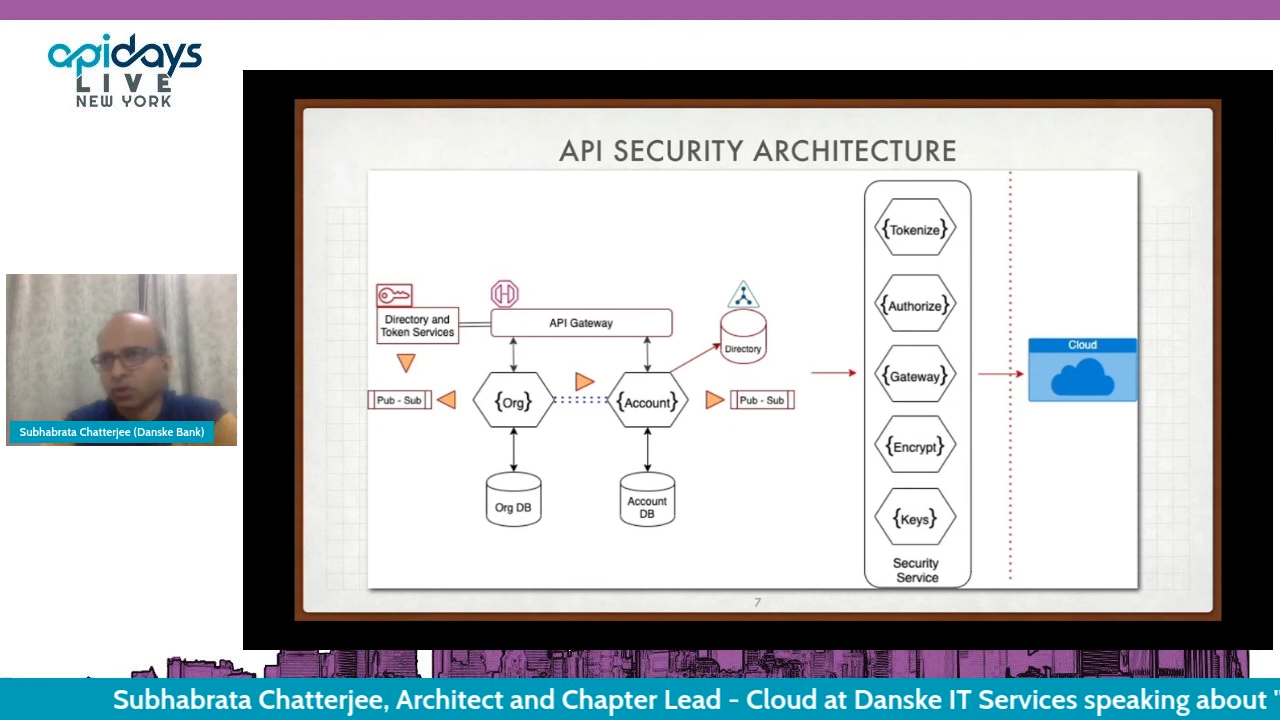 apidays
LIVE
NEW YORK
API SECURITY ARCHITECTURE
Directory and
Token Services
API Gateway
Directory
Pub - Sub
{Org}
{Account}
Pub - Sub
Org DB
Account
DB
{Tokenize}
{Authorize}
{Gateway}
{Encrypt}
{Keys}
Security
Service
Cloud
7
Subhabrata Chatterjee (Danske Bank)
Subhabrata Chatterjee, Architect and Chapter Lead - Cloud at Danske IT Services speaking about "